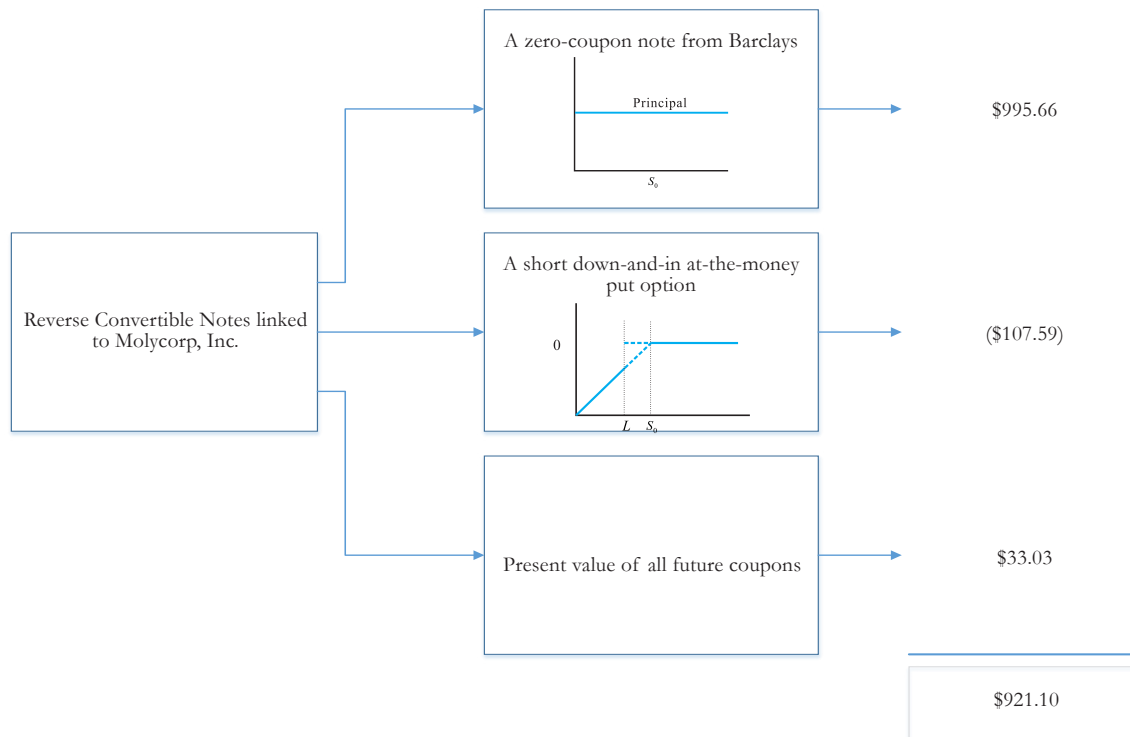 A zero-coupon note from Barclays
Principal
S₀
$995.66
Reverse Convertible Notes linked
to Molycorp, Inc.
A short down-and-in at-the-money
put option
0
L S₀
($107.59)
Present value of all future coupons
$33.03
$921.10